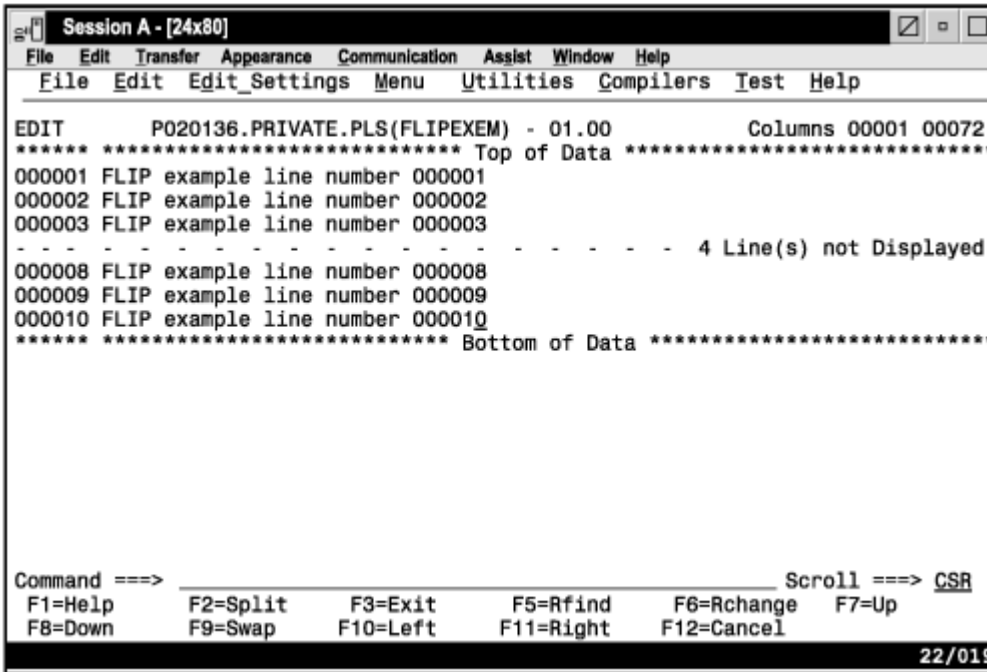 Session A - [24x80]
File Edit Transfer Appearance Communication Assist Window Help
File Edit Edit_Settings Menu Utilities Compilers Test Help
EDIT P020136.PRIVATE.PLS(FLIPEXEM) - 01.00 Columns 00001 00072
****** ***************************** Top of Data ******************************
000001 FLIP example line number 000001
000002 FLIP example line number 000002
000003 FLIP example line number 000003
- - - - - - - - - - - - - - - - - - - - 4 Line(s) not Displayed
000008 FLIP example line number 000008
000009 FLIP example line number 000009
000010 FLIP example line number 000010
****** **************************** Bottom of Data ****************************
Command ===> Scroll ===> CSR
F1=Help F2=Split F3=Exit F5=Rfind F6=Rchange F7=Up
F8=Down F9=Swap F10=Left F11=Right F12=Cancel
22/019